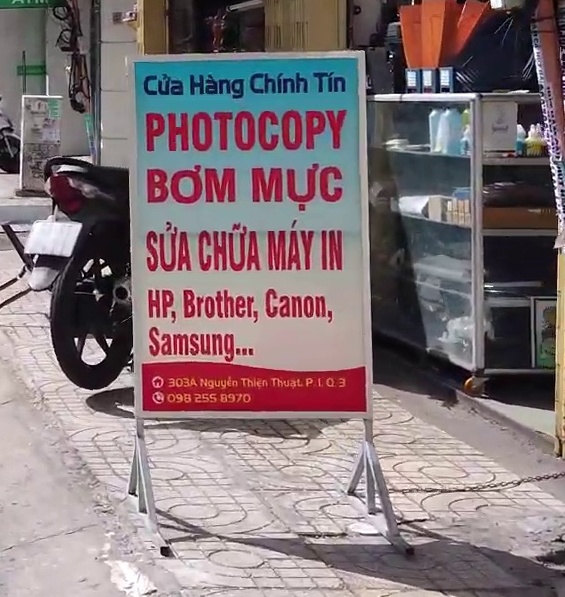 ATM
Cửa Hàng Chính Tín
PHOTOCOPY
BƠM MỰC
SỬA CHỮA MÁY IN
HP, Brother, Canon,
Samsung...
303A Nguyễn Thiện Thuật, P. 1, Q. 3
098 255 8970